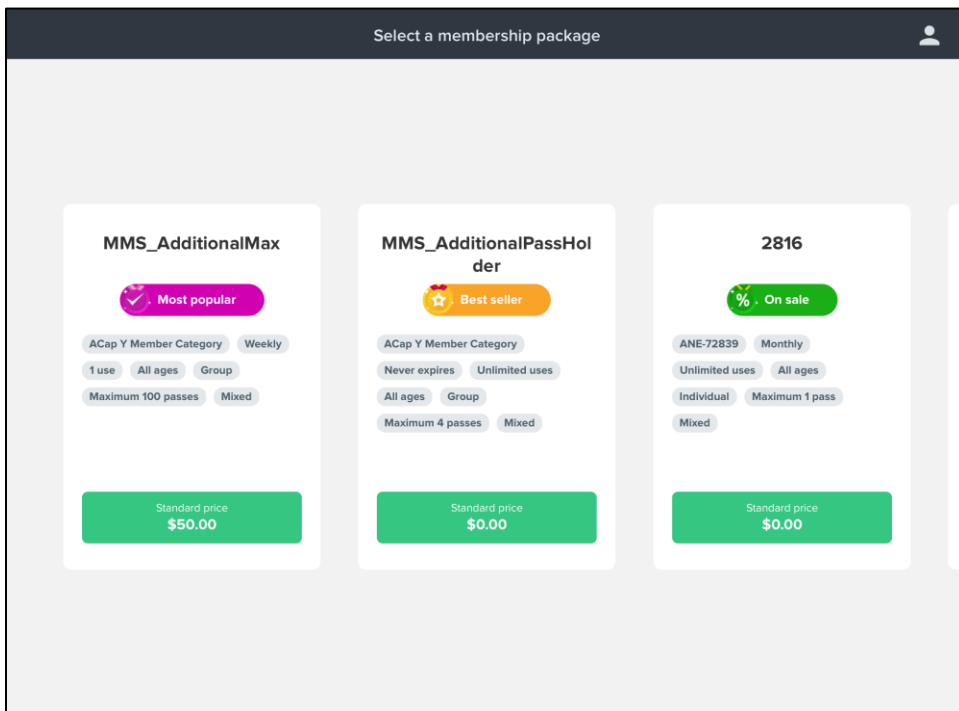 Select a membership package
MMS_AdditionalMax
Most popular
ACap Y Member Category Weekly
1 use All ages Group
Maximum 100 passes Mixed
Standard price
$50.00
MMS_AdditionalPassHol
der
Best seller
ACap Y Member Category
Never expires Unlimited uses
All ages Group
Maximum 4 passes Mixed
Standard price
$0.00
2816
% On sale
ANE-72839 Monthly
Unlimited uses All ages
Individual Maximum 1 pass
Mixed
Standard price
$0.00